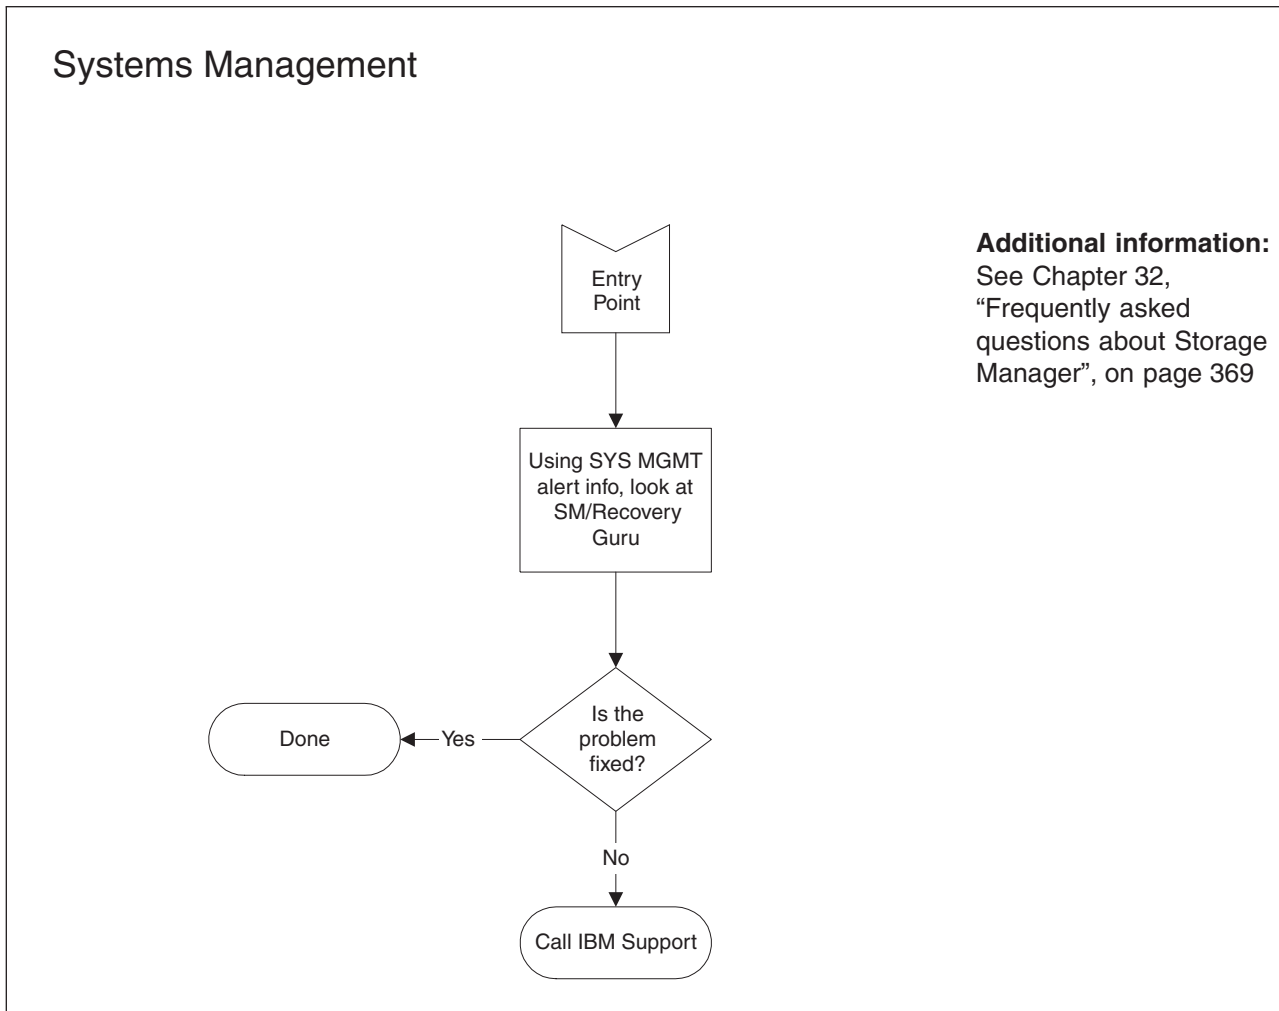 Systems Management
Entry
Point
Additional information:
See Chapter 32,
“Frequently asked
questions about Storage
Manager”, on page 369
Using SYS MGMT
alert info, look at
SM/Recovery
Guru
Is the
problem
fixed?
Yes
Done
No
Call IBM Support